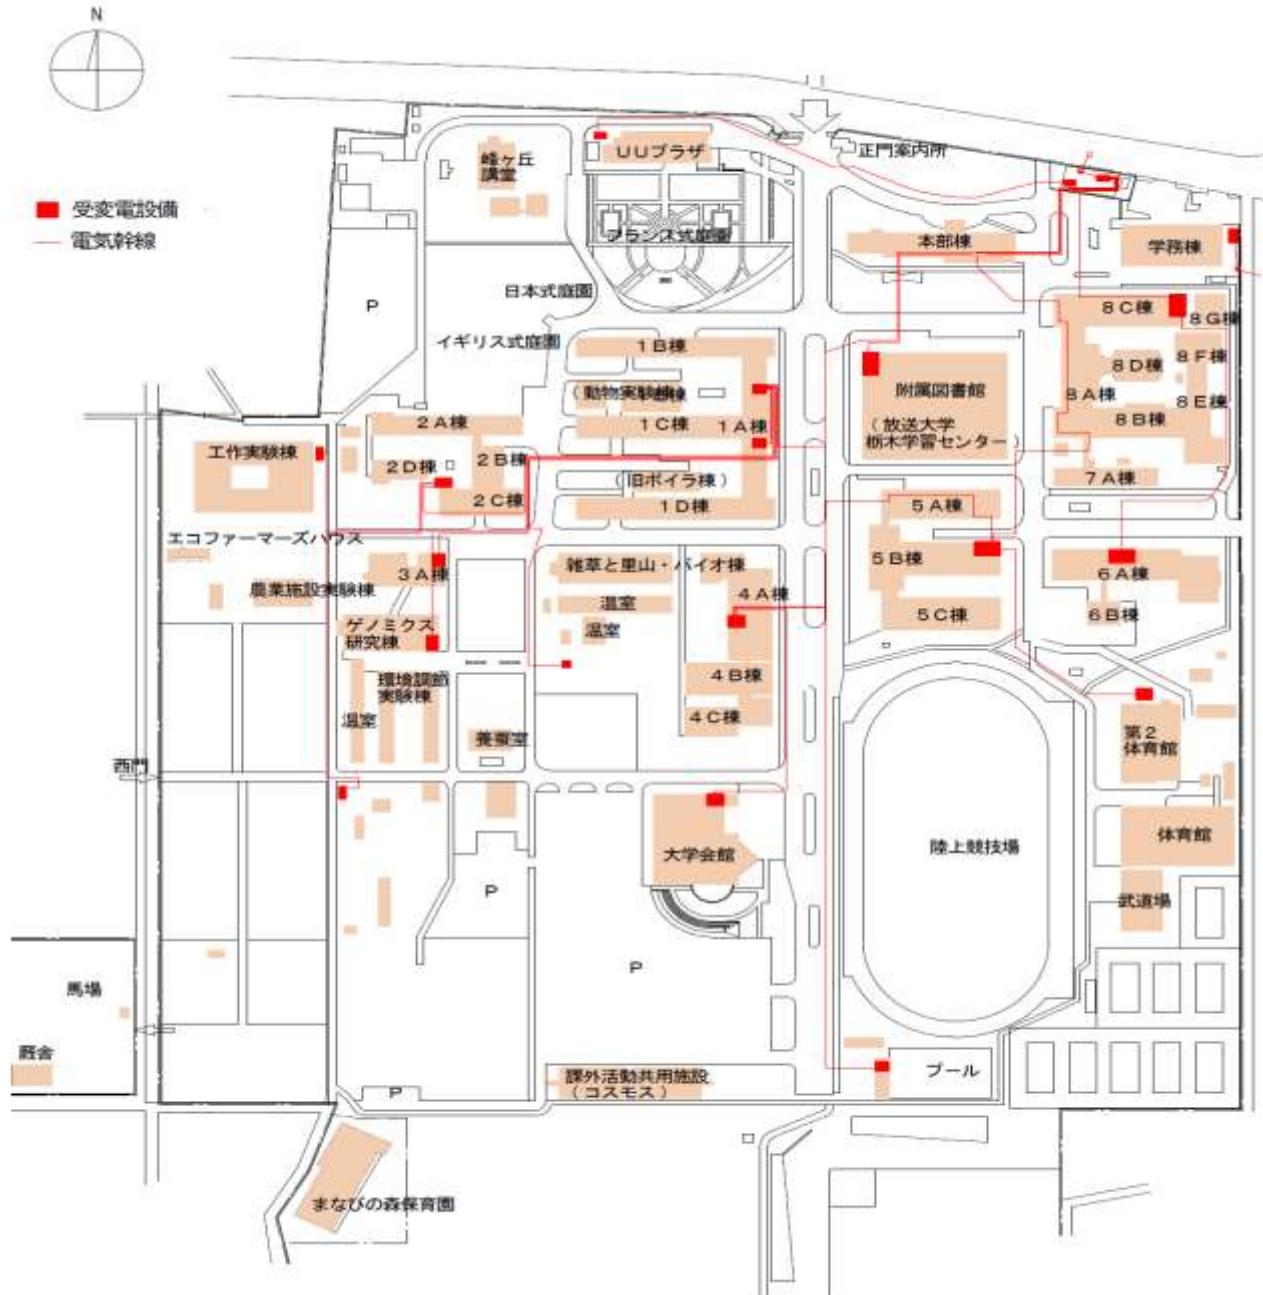 N
受変電設備
電気幹線
UUプラザ
峰ヶ丘
講堂
正門案内所
フランス式庭園
本部棟
学務棟
日本式庭園
P
イギリス式庭園
8C棟
8G棟
1B棟
8F棟
8D棟
(動物実験棟)
附属図書館
8A棟
8E棟
2A棟
1C棟
1A棟
(放送大学
栃木学習センター)
8B棟
工作実験棟
2B棟
2D棟
(旧ボイラ棟)
7A棟
2C棟
1D棟
5A棟
エコファーマーズハウス
3A棟
雑草と里山・バイオ棟
5B棟
6A棟
農業施設実験棟
4A棟
温室
5C棟
6B棟
ゲノミクス
研究棟
温室
4B棟
環境調節
実験棟
温室
4C棟
第2
体育館
養蚕室
西門
体育館
大学会館
陸上競技場
P
武道場
P
馬場
厩舎
プール
課外活動共用施設
(コスモス)
P
まなびの森保育園